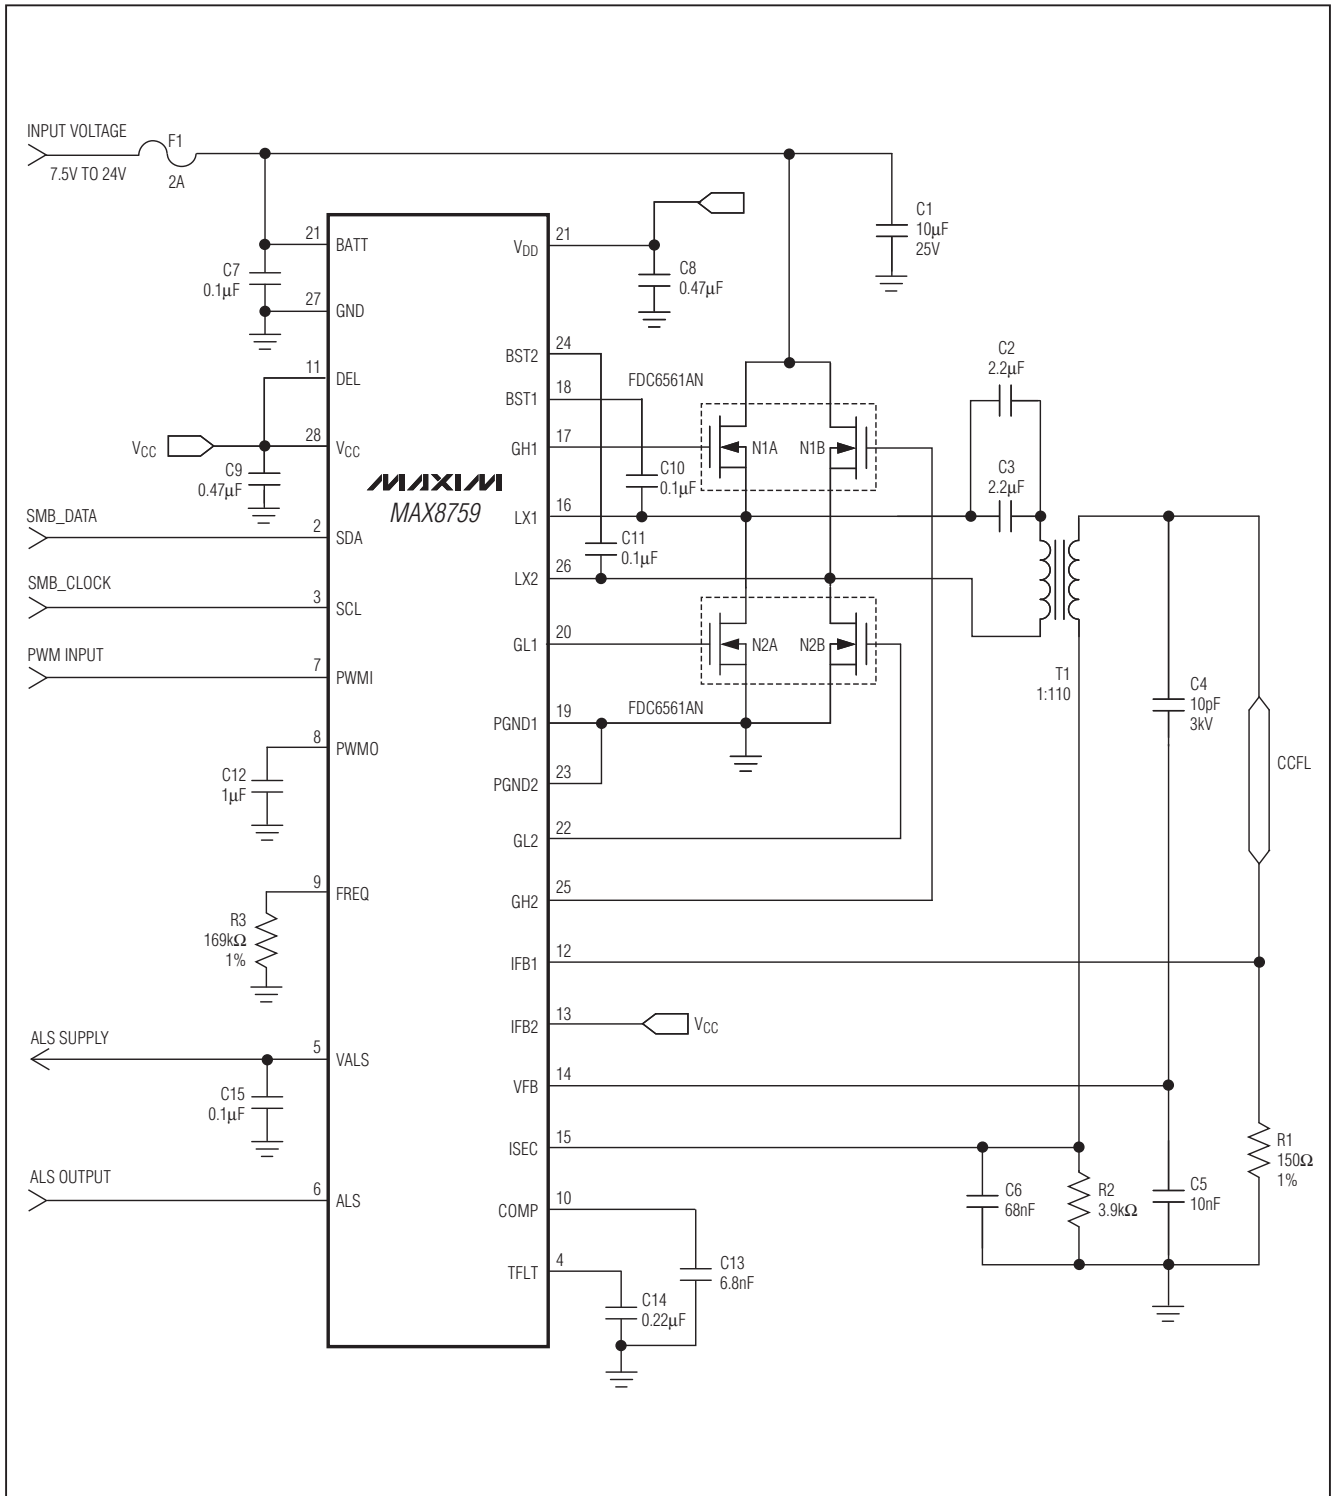 INPUT VOLTAGE
7.5V TO 24V
F1
2A
C1
10µF
25V
21
BATT
C7
0.1µF
27
GND
11
DEL
VCC
28
VCC
C9
0.47µF
SMB_DATA
2
SDA
SMB_CLOCK
3
SCL
PWM INPUT
7
PWMI
8
PWMO
C12
1µF
9
FREQ
R3
169kΩ
1%
ALS SUPPLY
5
VALS
C15
0.1µF
ALS OUTPUT
6
ALS
MAXIM
MAX8759
VDD
21
C8
0.47µF
BST2
24
BST1
18
FDC6561AN
GH1
17
N1A
N1B
C10
0.1µF
LX1
16
C11
0.1µF
LX2
26
GL1
20
N2A
N2B
PGND1
19
FDC6561AN
PGND2
23
GL2
22
GH2
25
IFB1
12
IFB2
13
VCC
VFB
14
ISEC
15
COMP
10
TFLT
4
C13
6.8nF
C14
0.22µF
C2
2.2µF
C3
2.2µF
T1
1:110
C4
10pF
3kV
CCFL
C6
68nF
R2
3.9kΩ
C5
10nF
R1
150Ω
1%